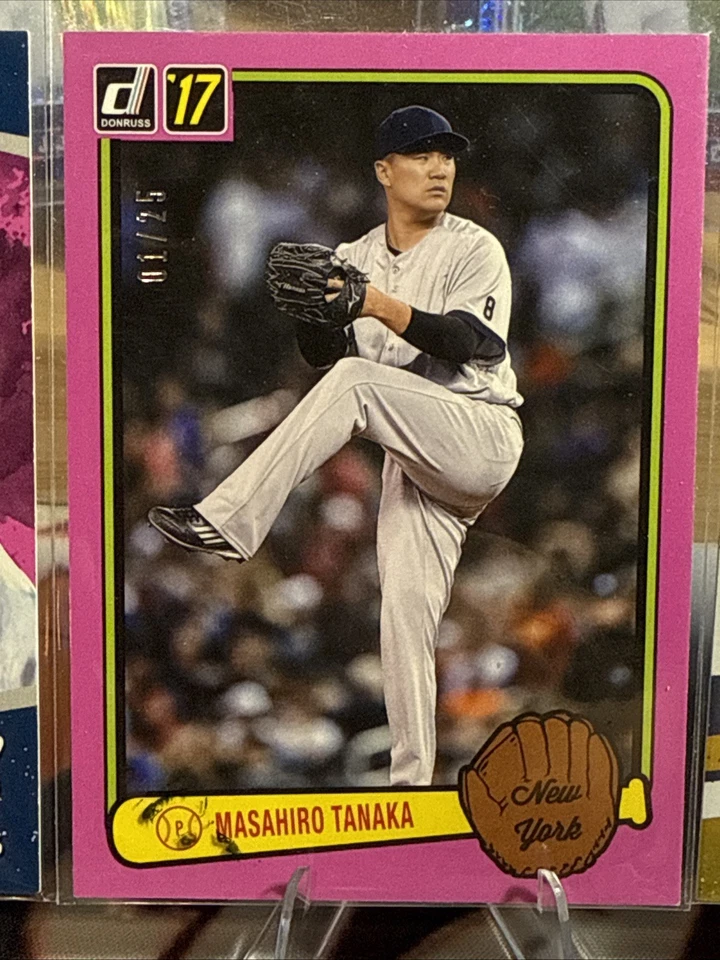 d
DONRUSS
'17
01/25
8
P
MASAHIRO TANAKA
New
York